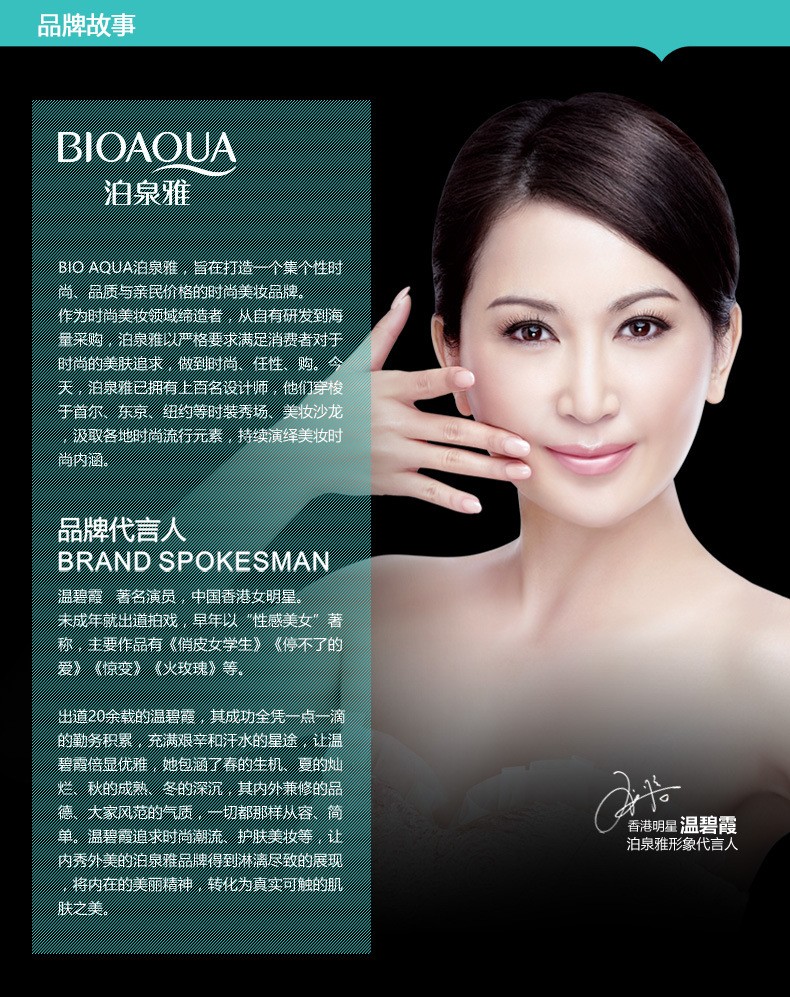 品牌故事
BIOAQUA
泊泉雅
BIO AQUA泊泉雅，旨在打造一个集个性时
尚、品质与亲民价格的时尚美妆品牌。
作为时尚美妆领域缔造者，从自有研发到海
量采购，泊泉雅以严格要求满足消费者对于
时尚的美肤追求，做到时尚、任性、购。今
天，泊泉雅已拥有上百名设计师，他们穿梭
于首尔、东京、纽约等时装秀场、美妆沙龙
，汲取各地时尚流行元素，持续演绎美妆时
尚内涵。
品牌代言人
BRAND SPOKESMAN
温碧霞 著名演员，中国香港女明星。
未成年就出道拍戏，早年以“性感美女”著
称，主要作品有《俏皮女学生》《停不了的
爱》《惊变》《火玫瑰》等。
出道20余载的温碧霞，其成功全凭一点一滴
的勤务积累，充满艰辛和汗水的星途，让温
碧霞倍显优雅，她包涵了春的生机、夏的灿
烂、秋的成熟、冬的深沉，其内外兼修的品
德、大家风范的气质，一切都那样从容、简
单。温碧霞追求时尚潮流、护肤美妆等，让
内秀外美的泊泉雅品牌得到淋漓尽致的展现
，将内在的美丽精神，转化为真实可触的肌
肤之美。
香港明星 温碧霞
泊泉雅形象代言人